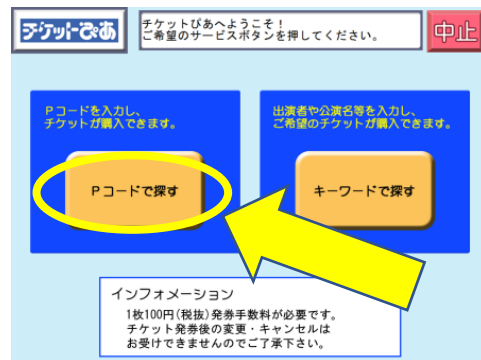 チケットぴあ
チケットぴあへようこそ！
ご希望のサービスボタンを押してください。
中止
Pコードを入力し、
チケットが購入できます。
Pコードで探す
出演者や公演名等を入力し、
ご希望のチケットが購入できます。
キーワードで探す
インフォメーション
1枚100円(税抜)発券手数料が必要です。
チケット発券後の変更・キャンセルは
お受けできませんのでご了承下さい。